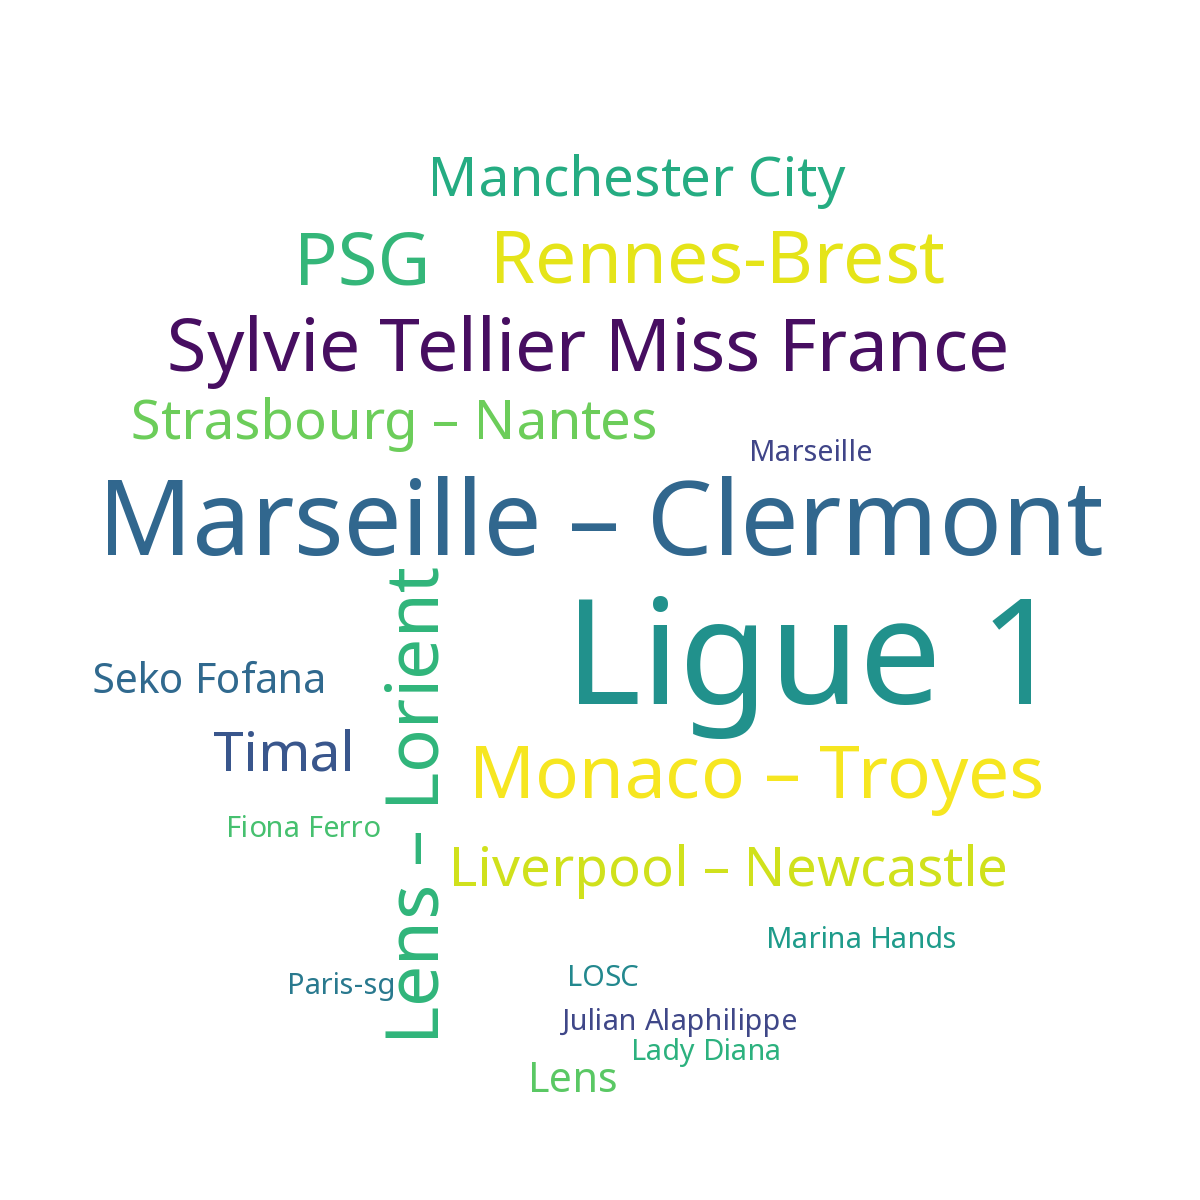 Manchester City
PSG
Rennes-Brest
Sylvie Tellier Miss France
Strasbourg – Nantes
Marseille
Marseille – Clermont
Lens – Lorient
Ligue 1
Seko Fofana
Timal
Monaco – Troyes
Fiona Ferro
Liverpool – Newcastle
Marina Hands
Paris-sg
LOSC
Julian Alaphilippe
Lady Diana
Lens